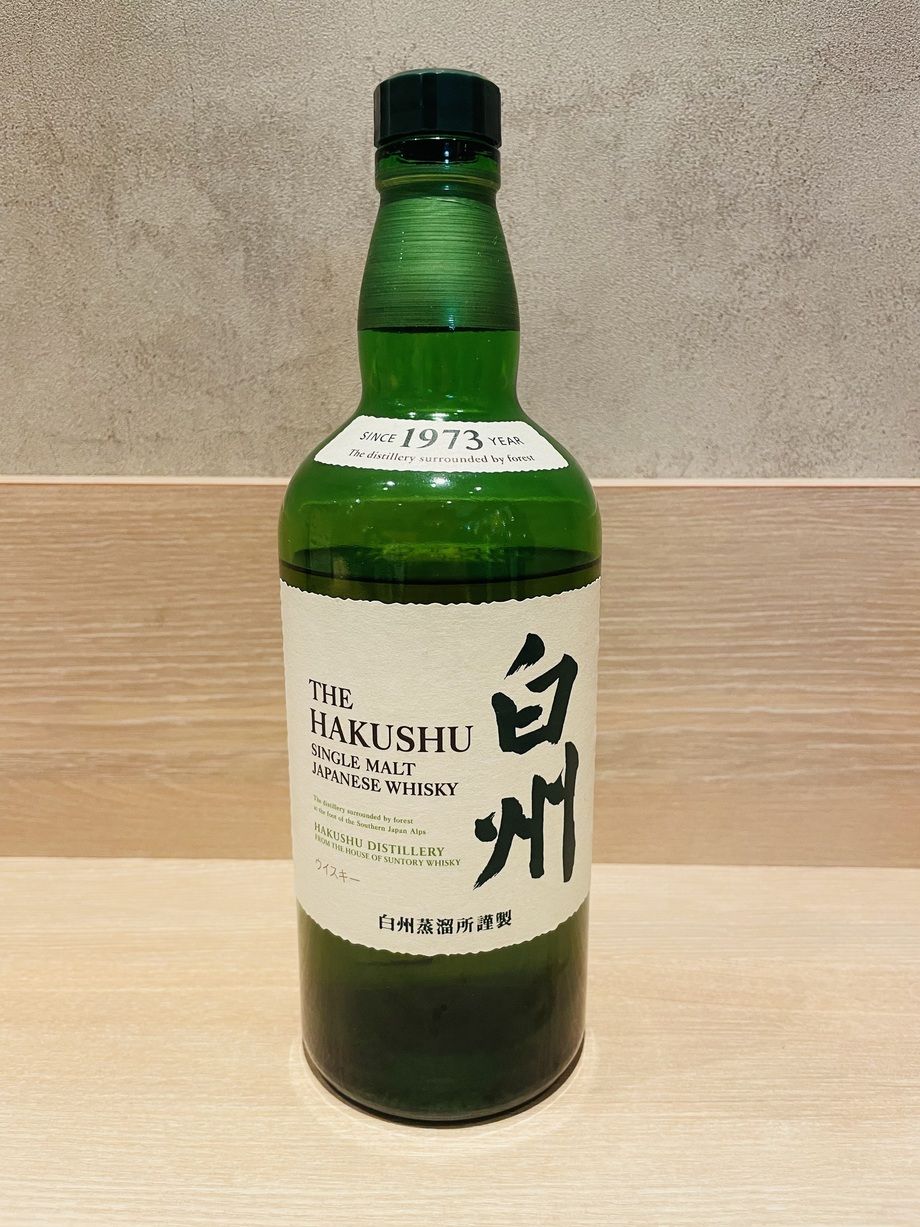 SINCE 1973 YEAR
The distillery surrounded by forest
THE
HAKUSHU
SINGLE MALT
JAPANESE WHISKY
The distillery surrounded by forest
at the foot of the Southern Japan Alps
HAKUSHU DISTILLERY
FROM THE HOUSE OF SUNTORY WHISKY
ウイスキー
白州
白州蒸溜所謹製